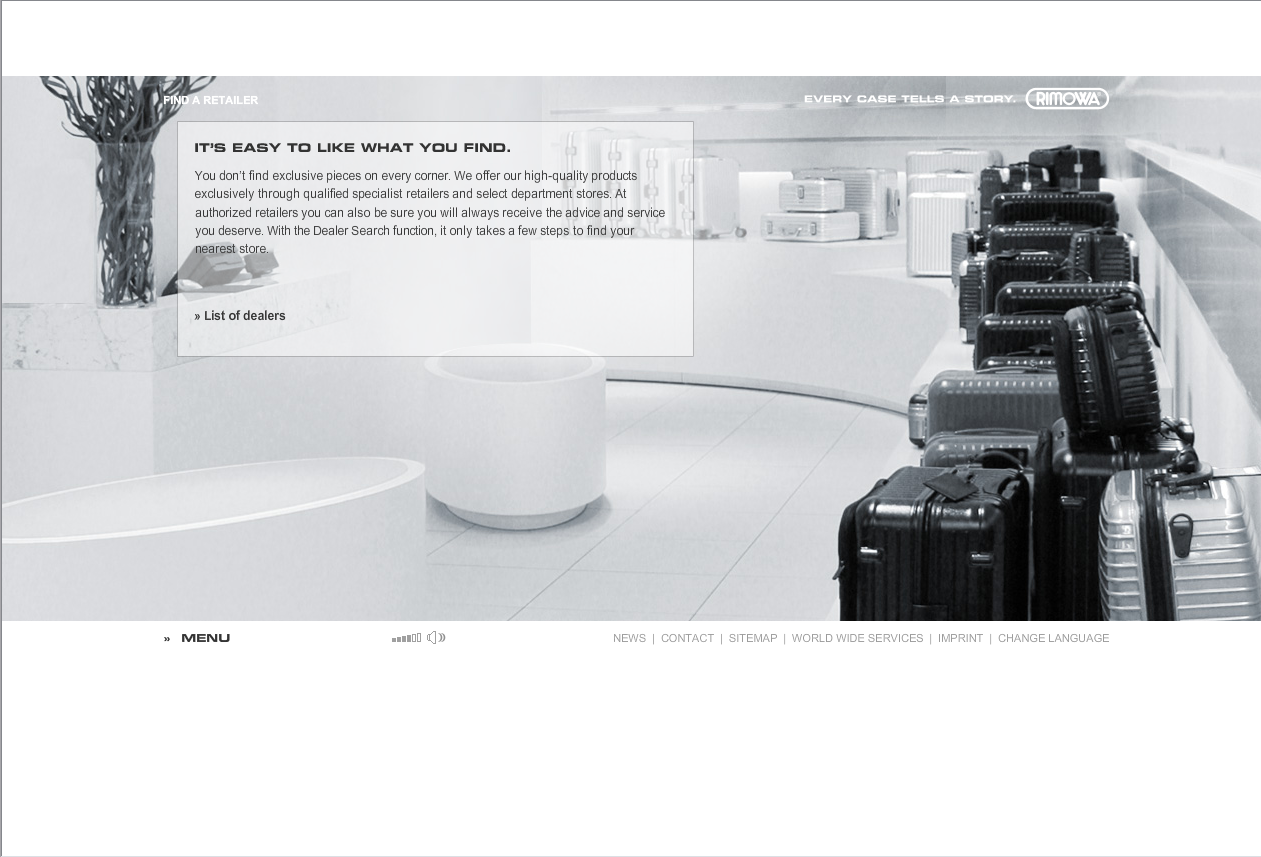 FIND A RETAILER
EVERY CASE TELLS A STORY. RIMOWA
IT'S EASY TO LIKE WHAT YOU FIND.
You don't find exclusive pieces on every corner. We offer our high-quality products
exclusively through qualified specialist retailers and select department stores. At
authorized retailers you can also be sure you will always receive the advice and service
you deserve. With the Dealer Search function, it only takes a few steps to find your
nearest store.
» List of dealers
» MENU
NEWS | CONTACT | SITEMAP | WORLD WIDE SERVICES | IMPRINT | CHANGE LANGUAGE